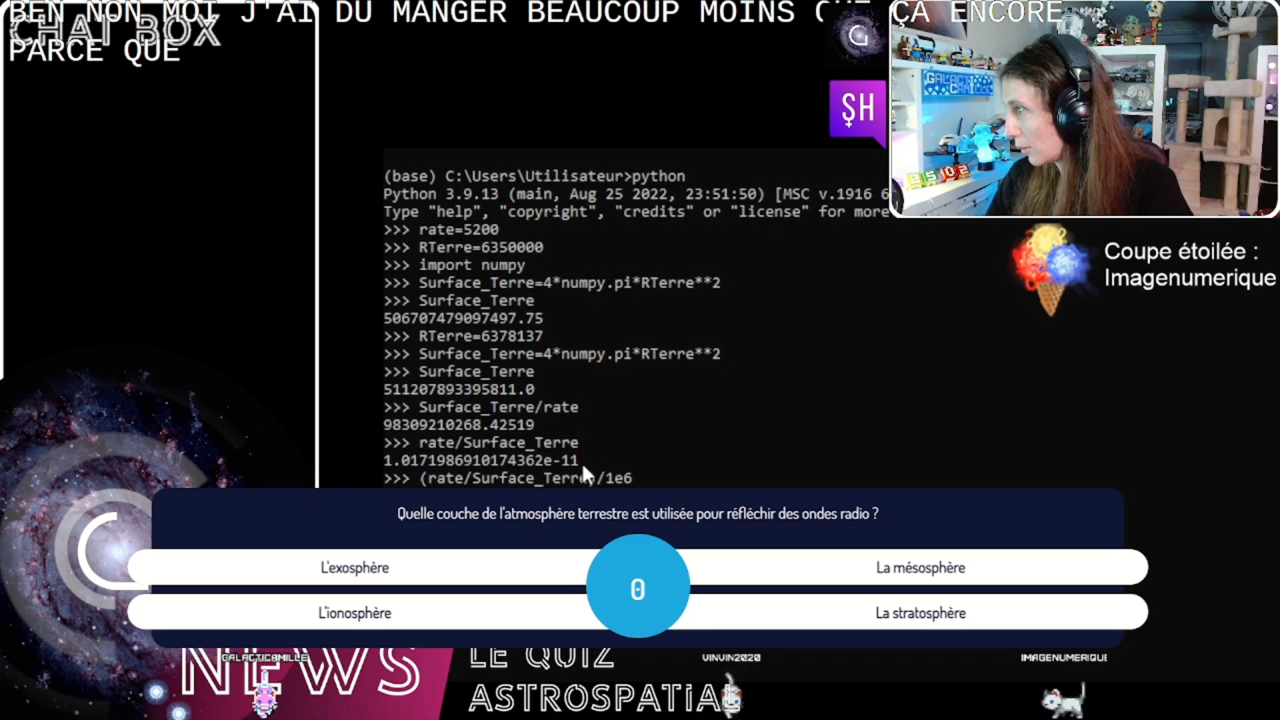 BEN NON MOI J'AI DU MANGER BEAUCOUP MOINS QUE ÇA ENCORE
PARCE QUE
CHAT BOX
GALACTI
CAMILLE
SH
(base) C:\Users\Utilisateur>python
Python 3.9.13 (main, Aug 25 2022, 23:51:50) [MSC v.1916 6
Type "help", "copyright", "credits" or "license" for more
>>> rate=5200
>>> RTerre=6350000
>>> import numpy
>>> Surface_Terre=4*numpy.pi*RTerre**2
>>> Surface_Terre
506707479097497.75
>>> RTerre=6378137
>>> Surface_Terre=4*numpy.pi*RTerre**2
>>> Surface_Terre
511207893395811.0
>>> Surface_Terre/rate
98309210268.42519
>>> rate/Surface_Terre
1.0171986910174362e-11
>>> (rate/Surface_Terre)/1e6
Coupe étoilée :
Imagenumerique
Quelle couche de l'atmosphère terrestre est utilisée pour réfléchir des ondes radio ?
L'exosphère
La mésosphère
0
L'ionosphère
La stratosphère
NEWS
GALACTICAMILLE
LE QUIZ
ASTROSPATIAL
VINVIN2020
IMAGENUMERIQUE